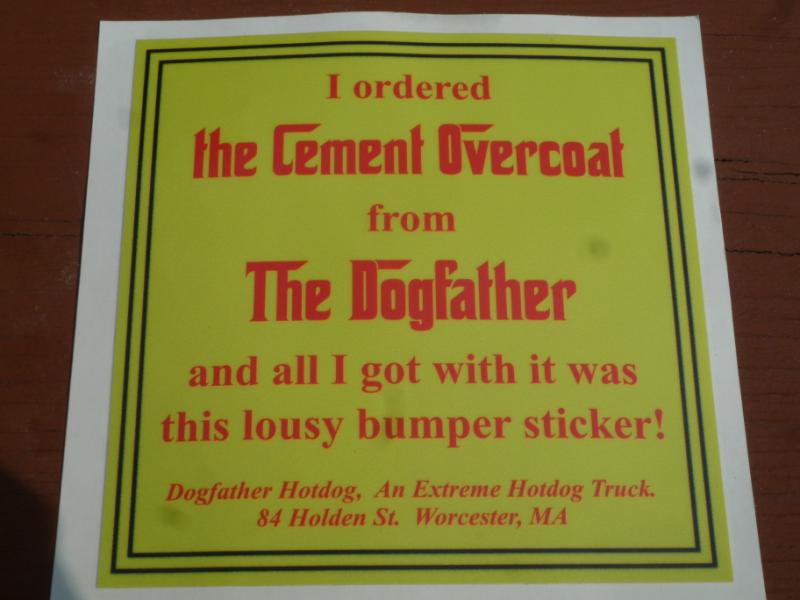 I ordered
the Cement Overcoat
from
The Dogfather
and all I got with it was
this lousy bumper sticker!
Dogfather Hotdog, An Extreme Hotdog Truck.
84 Holden St. Worcester, MA